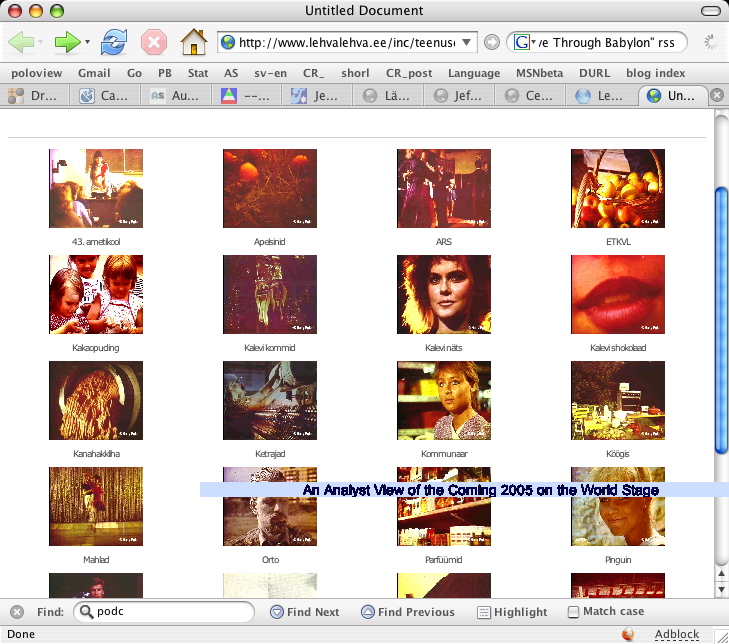 Untitled Document
http://www.lehvalehva.ee/inc/teenus
G ve Through Babylon" rss
poloview Gmail Go PB Stat AS sv-en CR_ shorl CR_post Language MSNbeta DURL blog index
Dr... Ca... AS Au... --... Je... Lä... Jef... Ce... Le... Un...
43. ametikool Apelsinid ARS ETKVL
Kakaopuding Kalevi kommid Kalevi näts Kalevi shokolaad
Kanahakkliha Ketrajad Kommunaar Köögis
An Analyst View of the Coming 2005 on the World Stage
Mahlad Orto Parfüümid Pinguin
Find: podc Find Next Find Previous Highlight Match case
Done Adblock